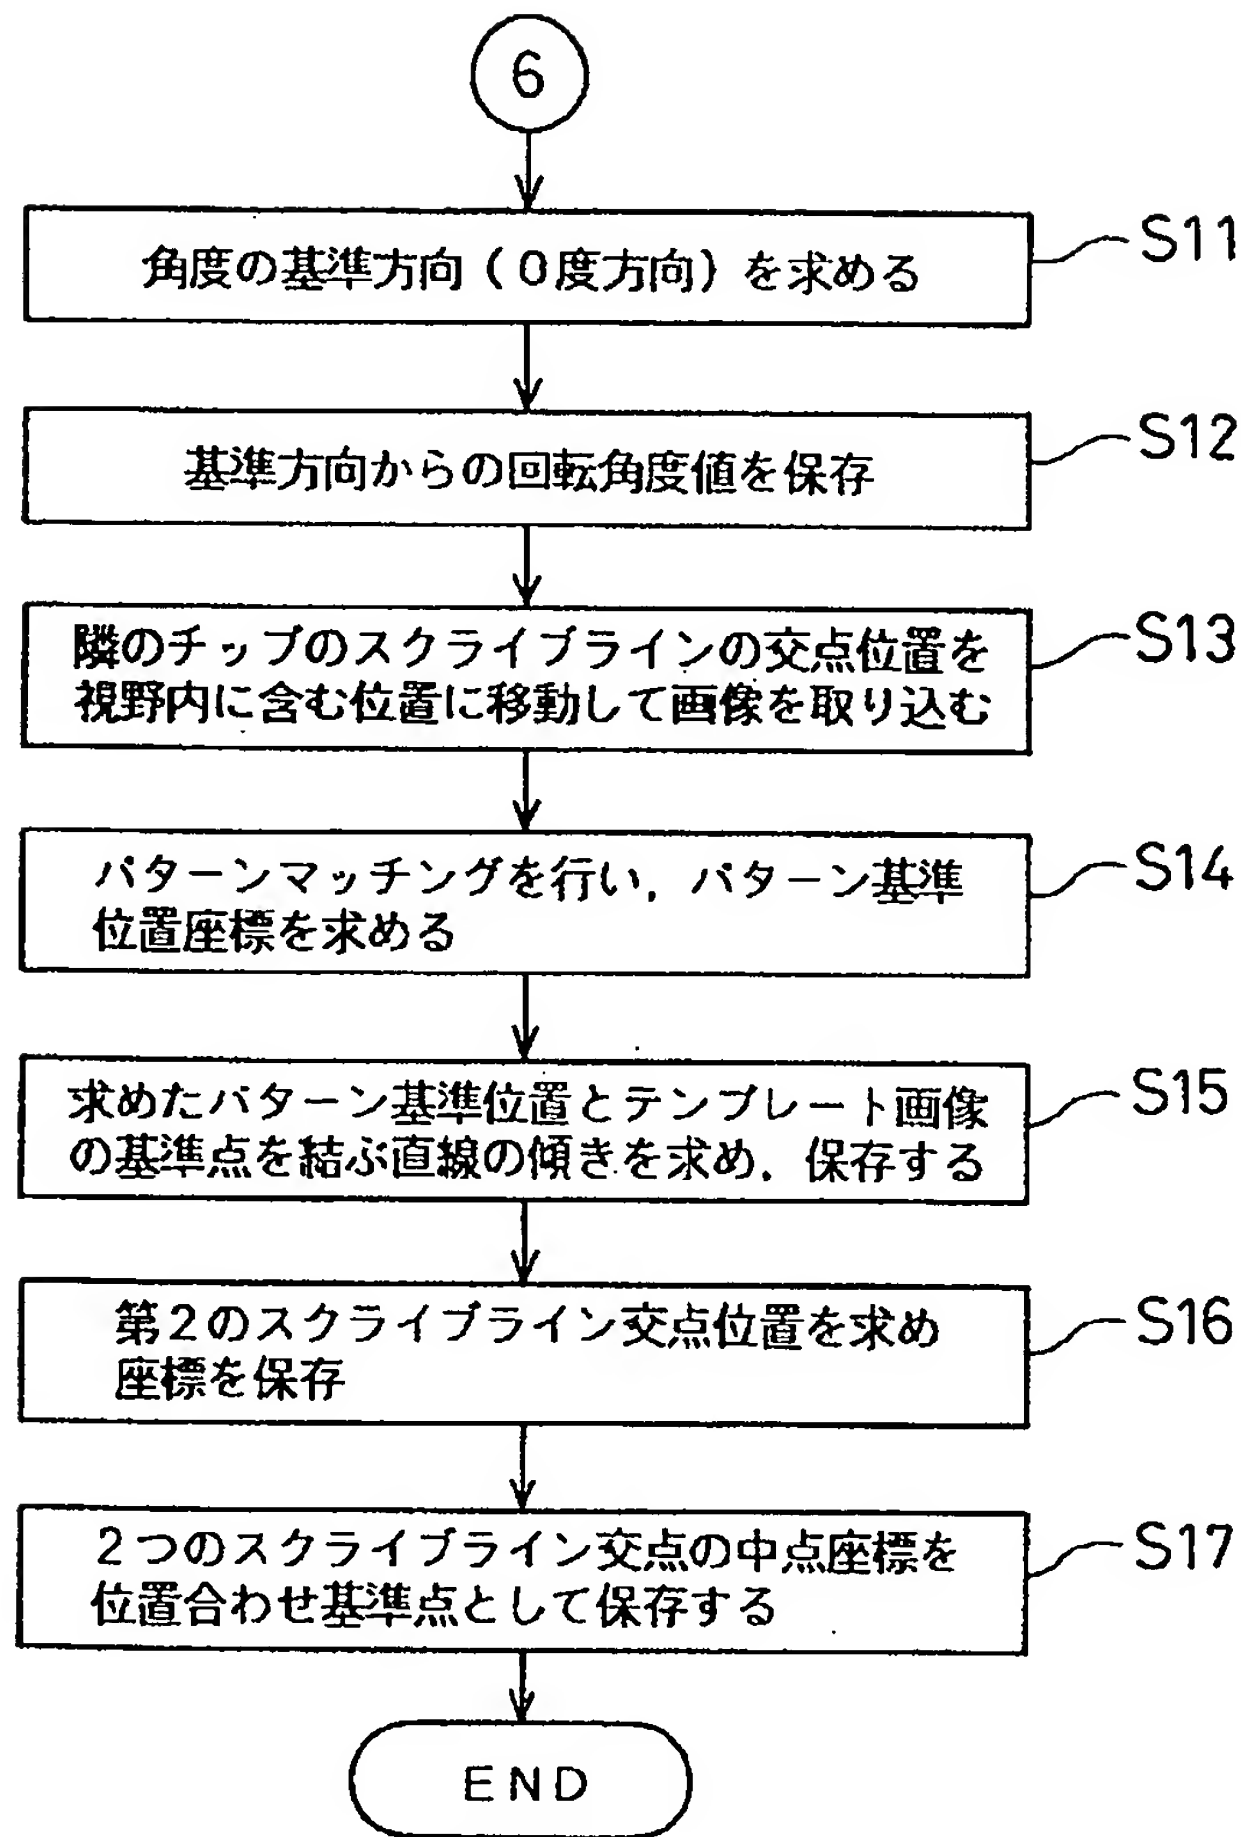 6
角度の基準方向(0度方向)を求める
S11
基準方向からの回転角度値を保存
S12
隣のチップのスクライブラインの交点位置を
視野内に含む位置に移動して画像を取り込む
S13
パターンマッチングを行い,パターン基準
位置座標を求める
S14
求めたパターン基準位置とテンプレート画像
の基準点を結ぶ直線の傾きを求め,保存する
S15
第2のスクライブライン交点位置を求め
座標を保存
S16
2つのスクライブライン交点の中点座標を
位置合わせ基準点として保存する
S17
END